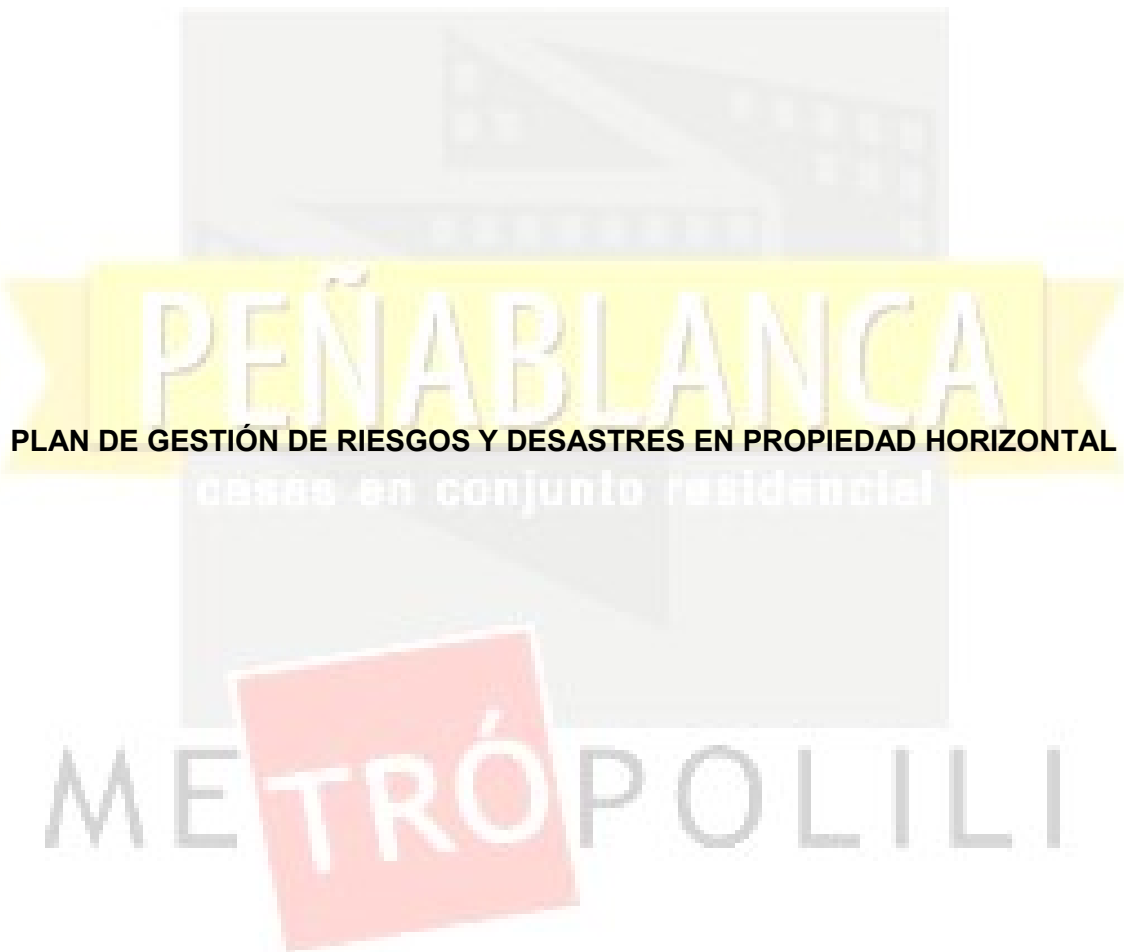 PEÑABLANCA
PLAN DE GESTIÓN DE RIESGOS Y DESASTRES EN PROPIEDAD HORIZONTAL
casas en conjunto residencial
METRÓPOLILI